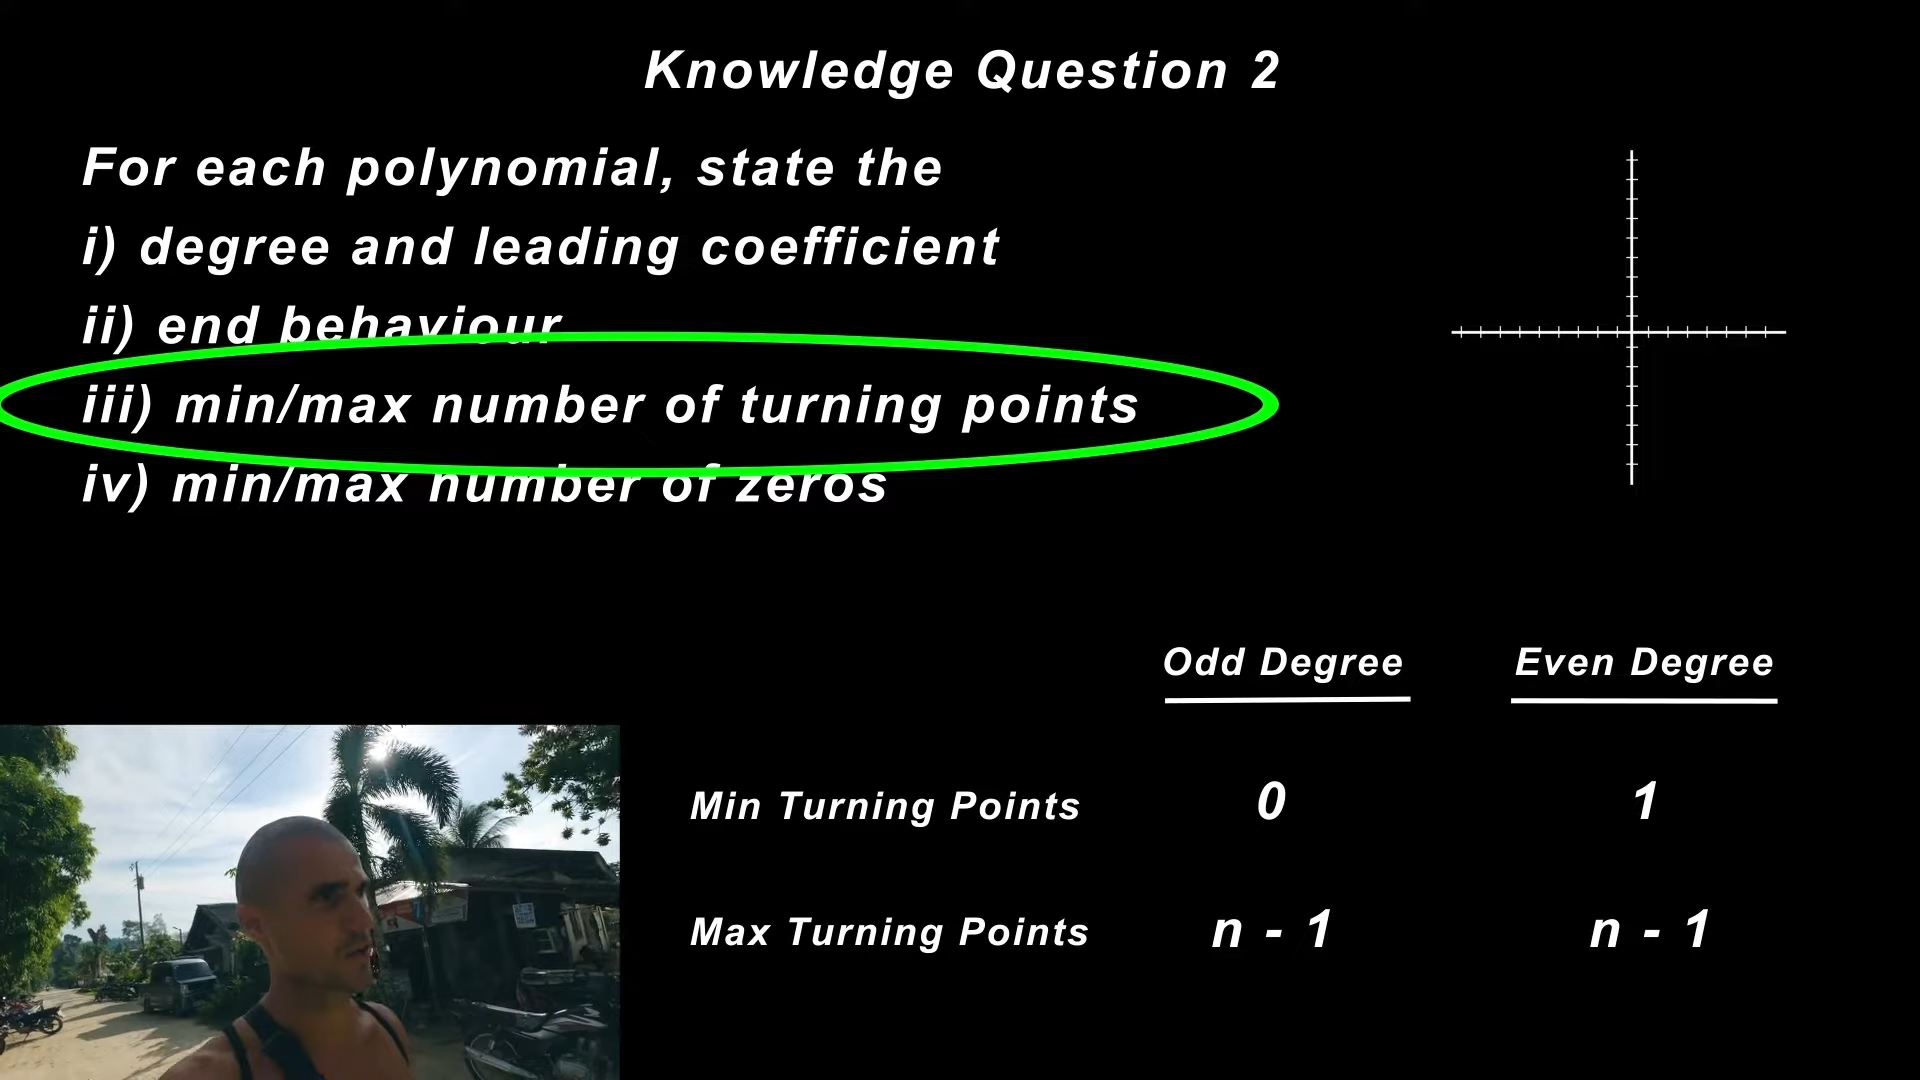 Knowledge Question 2
For each polynomial, state the
i) degree and leading coefficient
ii) end behaviour
iii) min/max number of turning points
iv) min/max number of zeros
Odd Degree Even Degree
Min Turning Points 0 1
Max Turning Points n - 1 n - 1